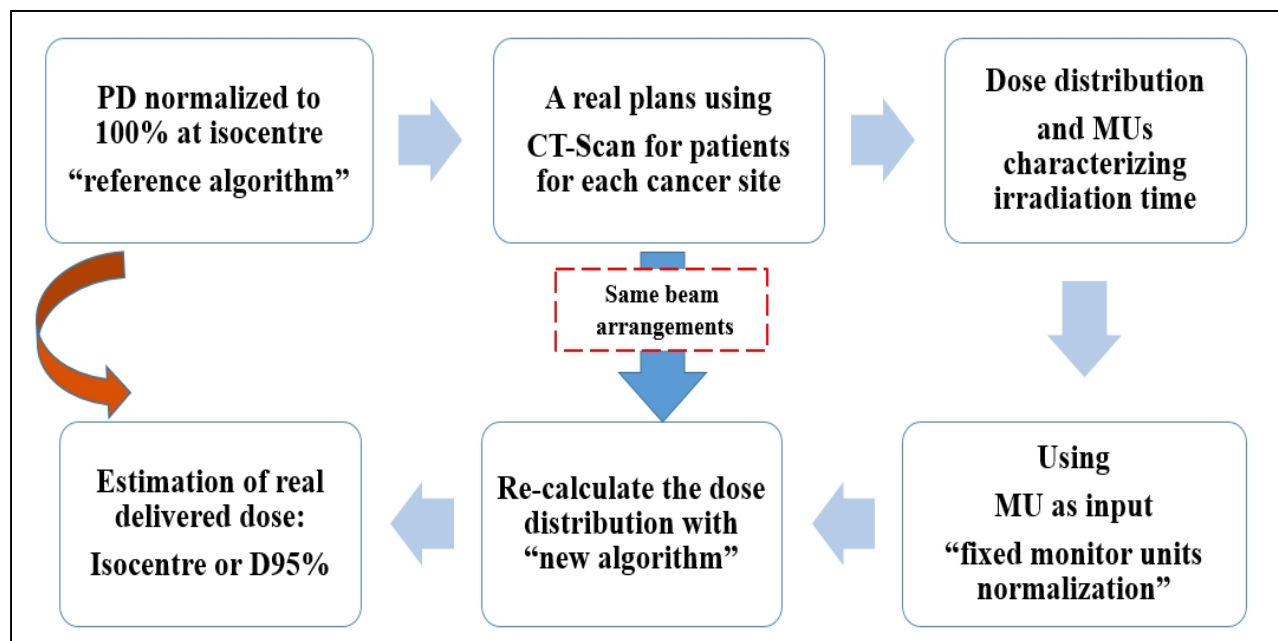 PD normalized to
100% at isocentre
“reference algorithm”
A real plans using
CT-Scan for patients
for each cancer site
Dose distribution
and MUs
characterizing
irradiation time
Same beam
arrangements
Estimation of real
delivered dose:
Isocentre or D95%
Re-calculate the dose
distribution with
“new algorithm”
Using
MU as input
“fixed monitor units
normalization”